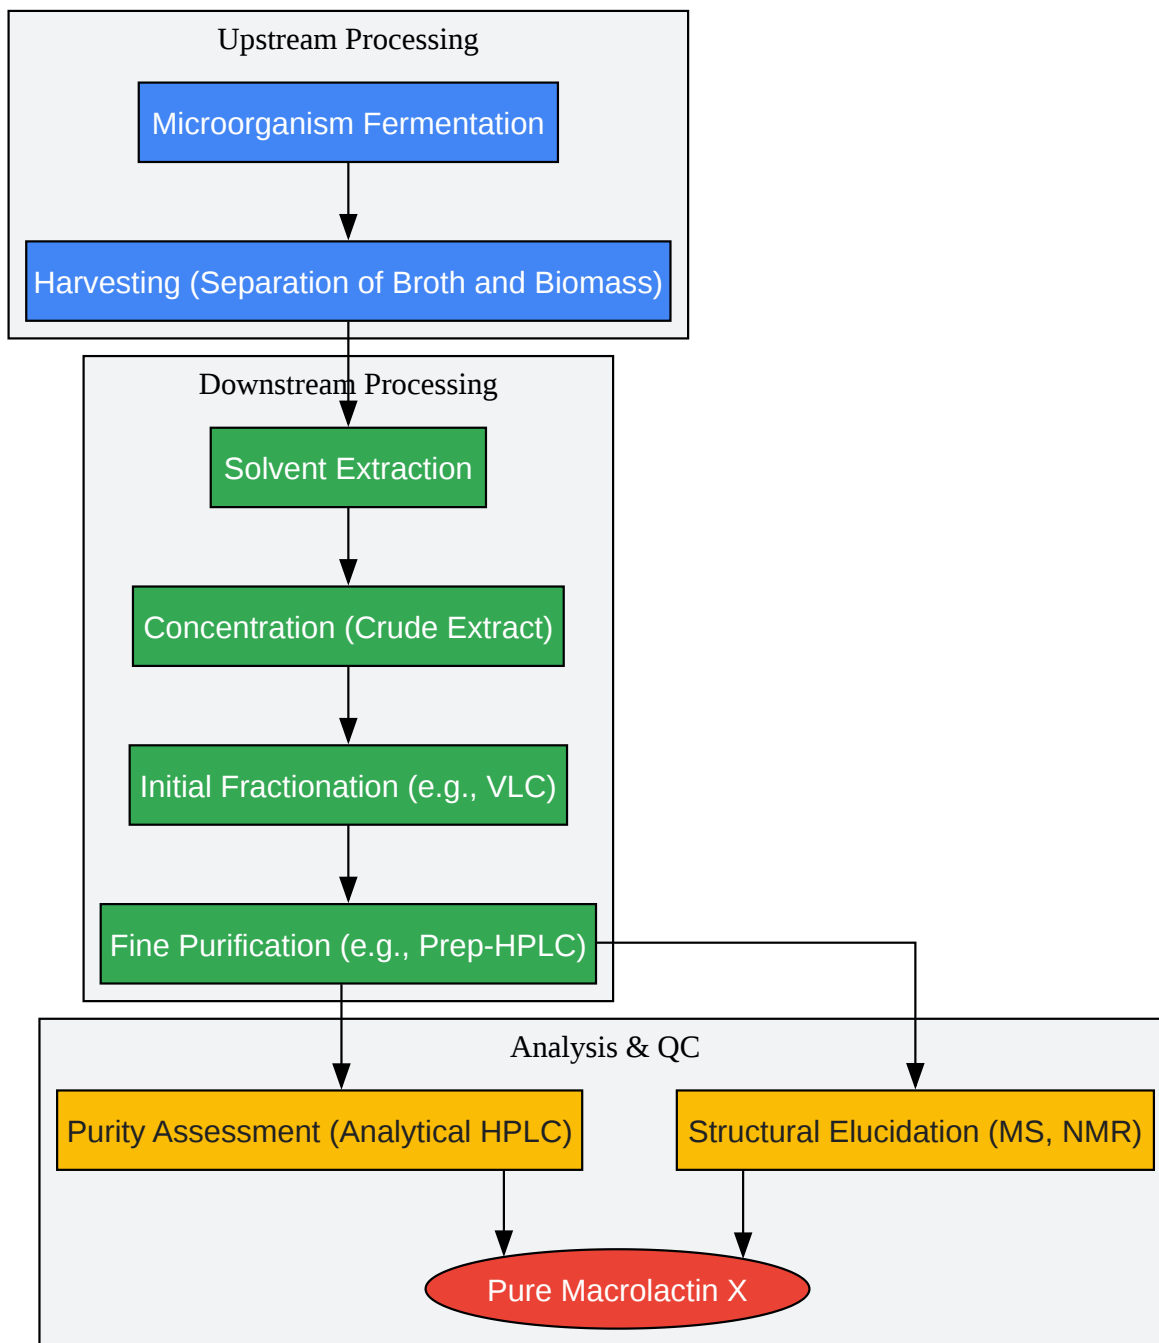 Upstream Processing
Microorganism Fermentation
Harvesting (Separation of Broth and Biomass)
Downstream Processing
Solvent Extraction
Concentration (Crude Extract)
Initial Fractionation (e.g., VLC)
Fine Purification (e.g., Prep-HPLC)
Analysis & QC
Purity Assessment (Analytical HPLC)
Structural Elucidation (MS, NMR)
Pure Macrolactin X